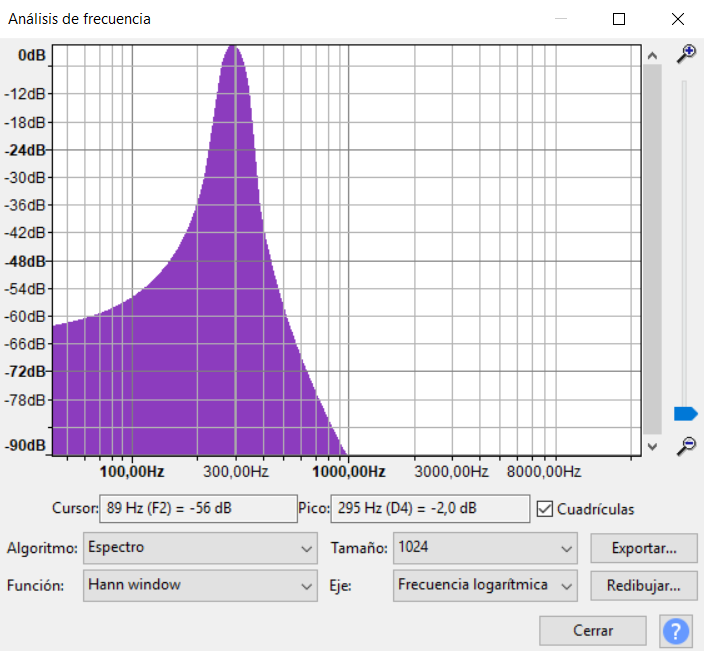 Análisis de frecuencia
0dB
-12dB
-18dB
-24dB
-30dB
-36dB
-42dB
-48dB
-54dB
-60dB
-66dB
-72dB
-78dB
-90dB
100,00Hz 300,00Hz 1000,00Hz 3000,00Hz 8000,00Hz
Cursor: 89 Hz (F2) = -56 dB Pico: 295 Hz (D4) = -2,0 dB Cuadrículas
Algoritmo: Espectro Tamaño: 1024 Exportar...
Función: Hann window Eje: Frecuencia logarítmica Redibujar...
Cerrar ?